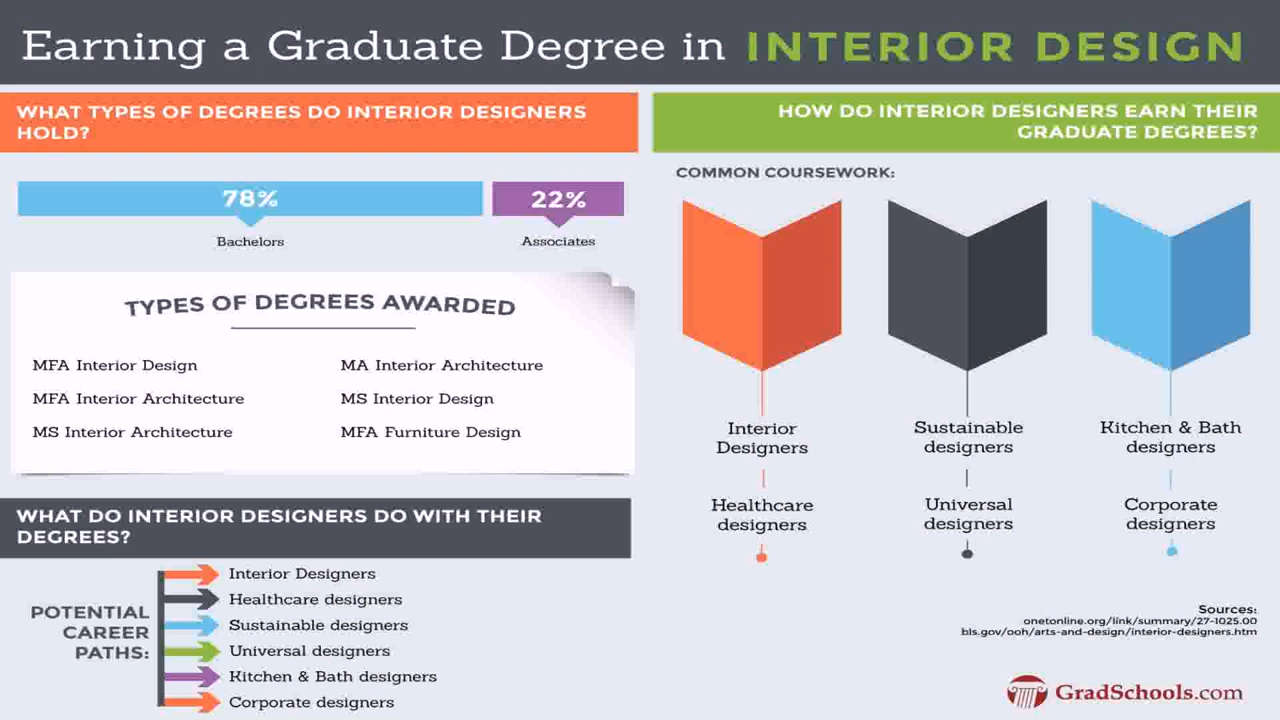 Earning a Graduate Degree in INTERIOR DESIGN
WHAT TYPES OF DEGREES DO INTERIOR DESIGNERS
HOLD?
78%
22%
Bachelors
Associates
TYPES OF DEGREES AWARDED
MFA Interior Design
MA Interior Architecture
MFA Interior Architecture
MS Interior Design
MS Interior Architecture
MFA Furniture Design
WHAT DO INTERIOR DESIGNERS DO WITH THEIR
DEGREES?
POTENTIAL
CAREER
PATHS:
Interior Designers
Healthcare designers
Sustainable designers
Universal designers
Kitchen & Bath designers
Corporate designers
HOW DO INTERIOR DESIGNERS EARN THEIR
GRADUATE DEGREES?
COMMON COURSEWORK:
Interior
Designers
Sustainable
designers
Kitchen & Bath
designers
Healthcare
designers
Universal
designers
Corporate
designers
Sources:
onetonline.org/link/summary/27-1025.00
bls.gov/ooh/arts-and-design/interior-designers.htm
GradSchools.com